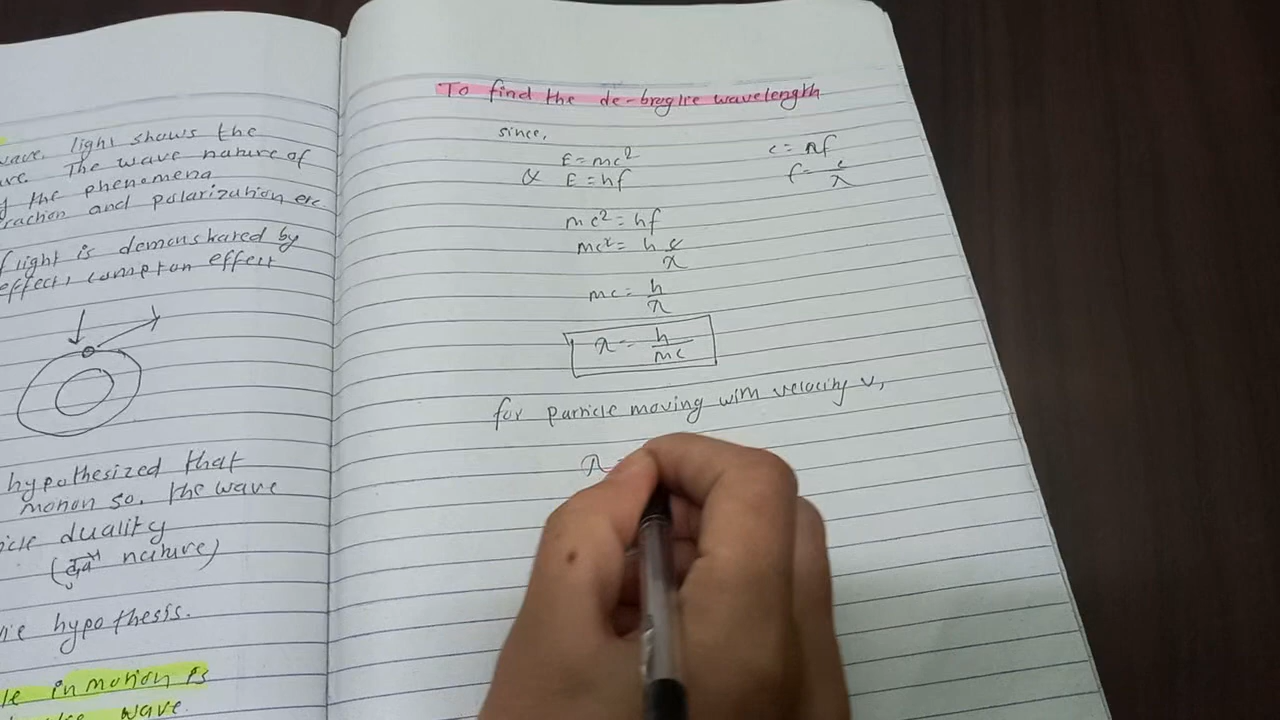 wave. light shows the
The wave nature of
the phenomena
and polarization etc.
light is demonstrated by
effect, compton effect
hypothesized that
so, the wave
duality
nature)
hypothesis.
in motion is
wave.
To find the de-broglie wavelength
since,
E = mc²
& E = hf
c = λf
f = c/λ
mc² = hf
mc² = h c/λ
mc = h/λ
λ = h/mc
for particle moving with velocity v,
λ =